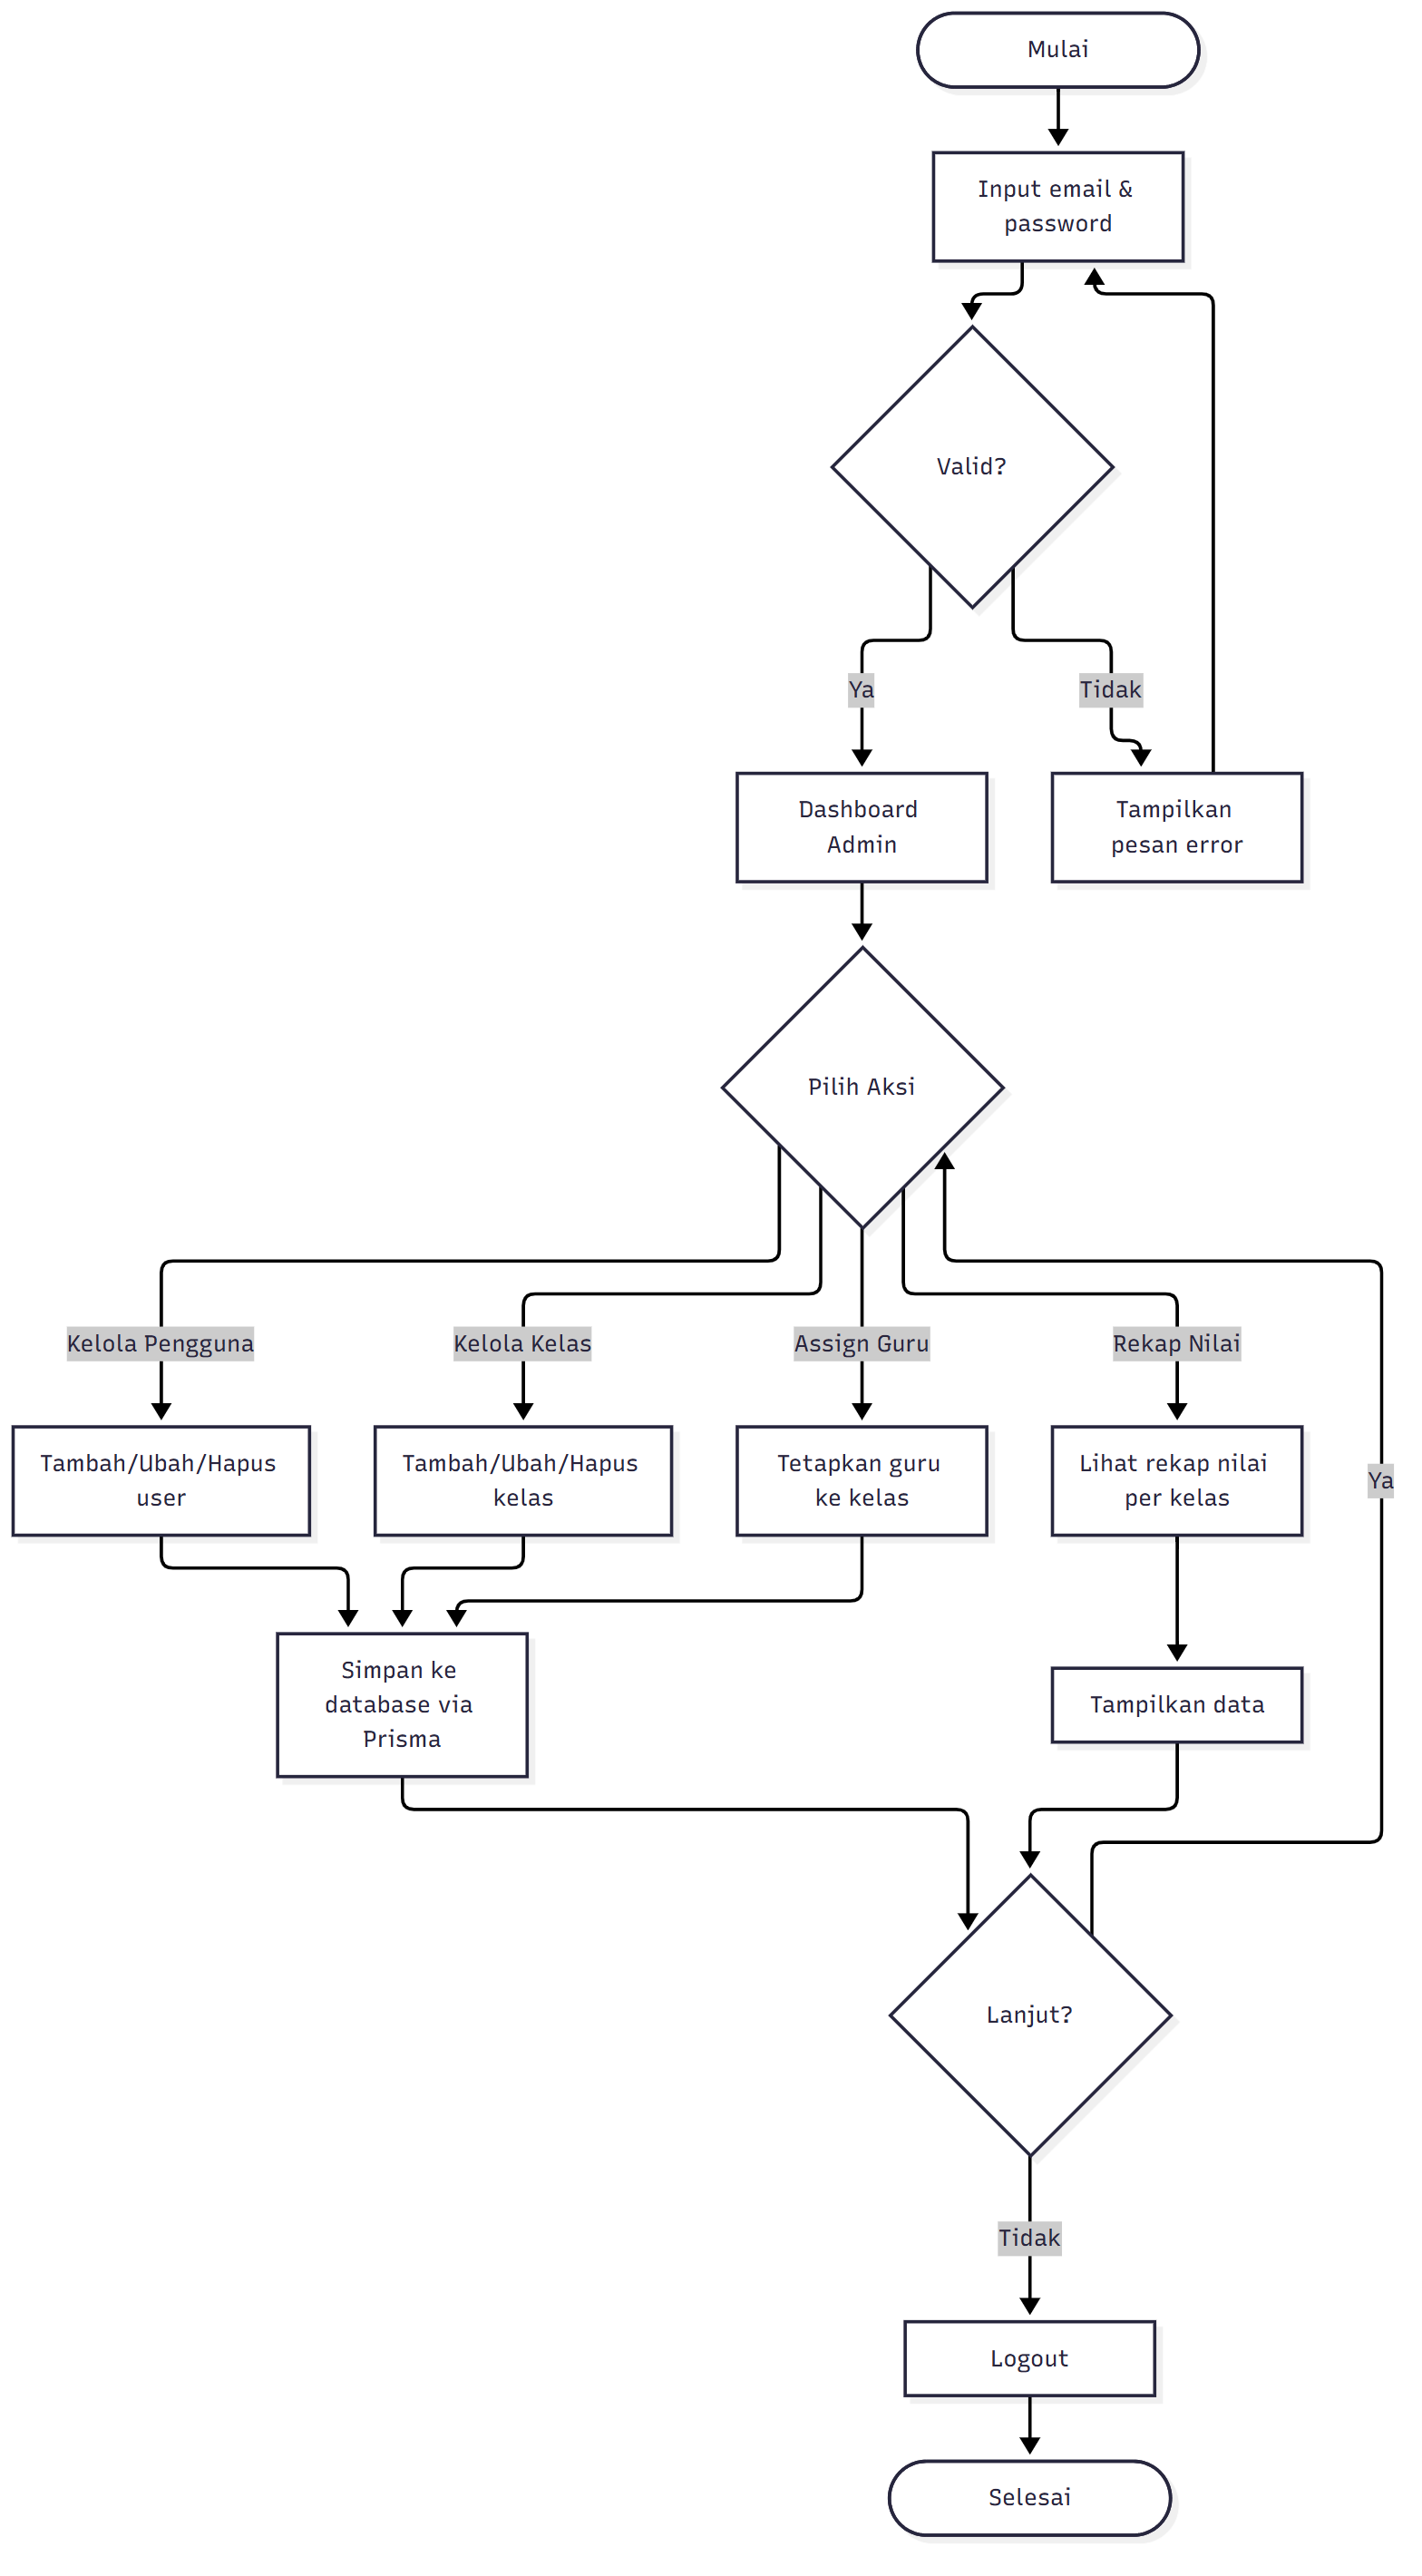 Mulai
Input email &
password
Valid?
Ya
Tidak
Dashboard
Admin
Tampilkan
pesan error
Pilih Aksi
Kelola Pengguna
Kelola Kelas
Assign Guru
Rekap Nilai
Tambah/Ubah/Hapus
user
Tambah/Ubah/Hapus
kelas
Tetapkan guru
ke kelas
Lihat rekap nilai
per kelas
Ya
Simpan ke
database via
Prisma
Tampilkan data
Lanjut?
Tidak
Logout
Selesai